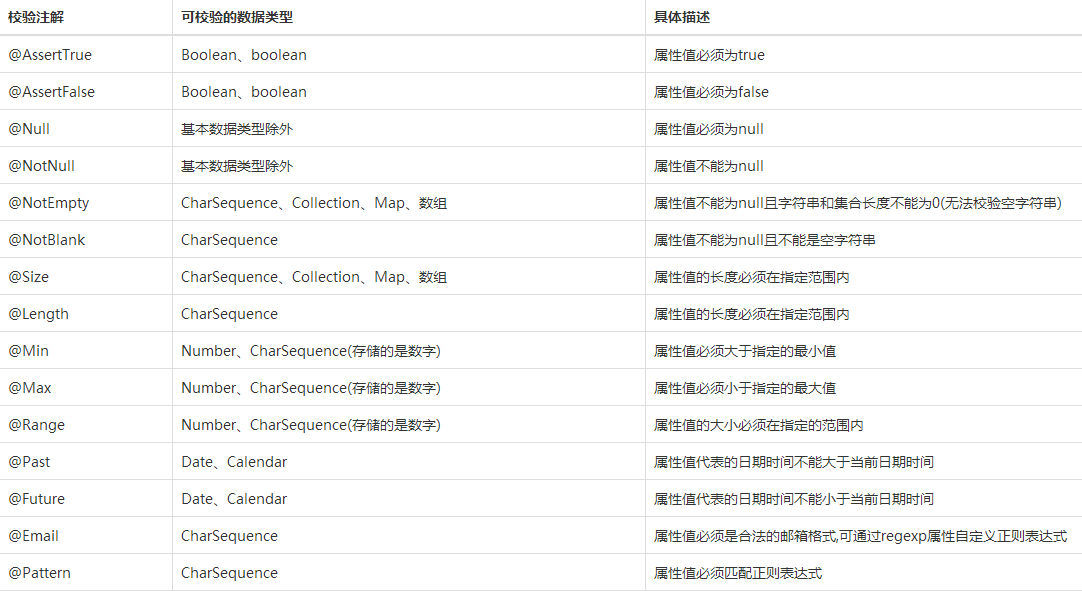 校验注解 可校验的数据类型 具体描述
@AssertTrue Boolean、boolean 属性值必须为true
@AssertFalse Boolean、boolean 属性值必须为false
@Null 基本数据类型除外 属性值必须为null
@NotNull 基本数据类型除外 属性值不能为null
@NotEmpty CharSequence、Collection、Map、数组 属性值不能为null且字符串和集合长度不能为0(无法校验空字符串)
@NotBlank CharSequence 属性值不能为null且不能是空字符串
@Size CharSequence、Collection、Map、数组 属性值的长度必须在指定范围内
@Length CharSequence 属性值的长度必须在指定范围内
@Min Number、CharSequence(存储的是数字) 属性值必须大于指定的最小值
@Max Number、CharSequence(存储的是数字) 属性值必须小于指定的最大值
@Range Number、CharSequence(存储的是数字) 属性值的大小必须在指定的范围内
@Past Date、Calendar 属性值代表的日期时间不能大于当前日期时间
@Future Date、Calendar 属性值代表的日期时间不能小于当前日期时间
@Email CharSequence 属性值必须是合法的邮箱格式,可通过regexp属性自定义正则表达式
@Pattern CharSequence 属性值必须匹配正则表达式